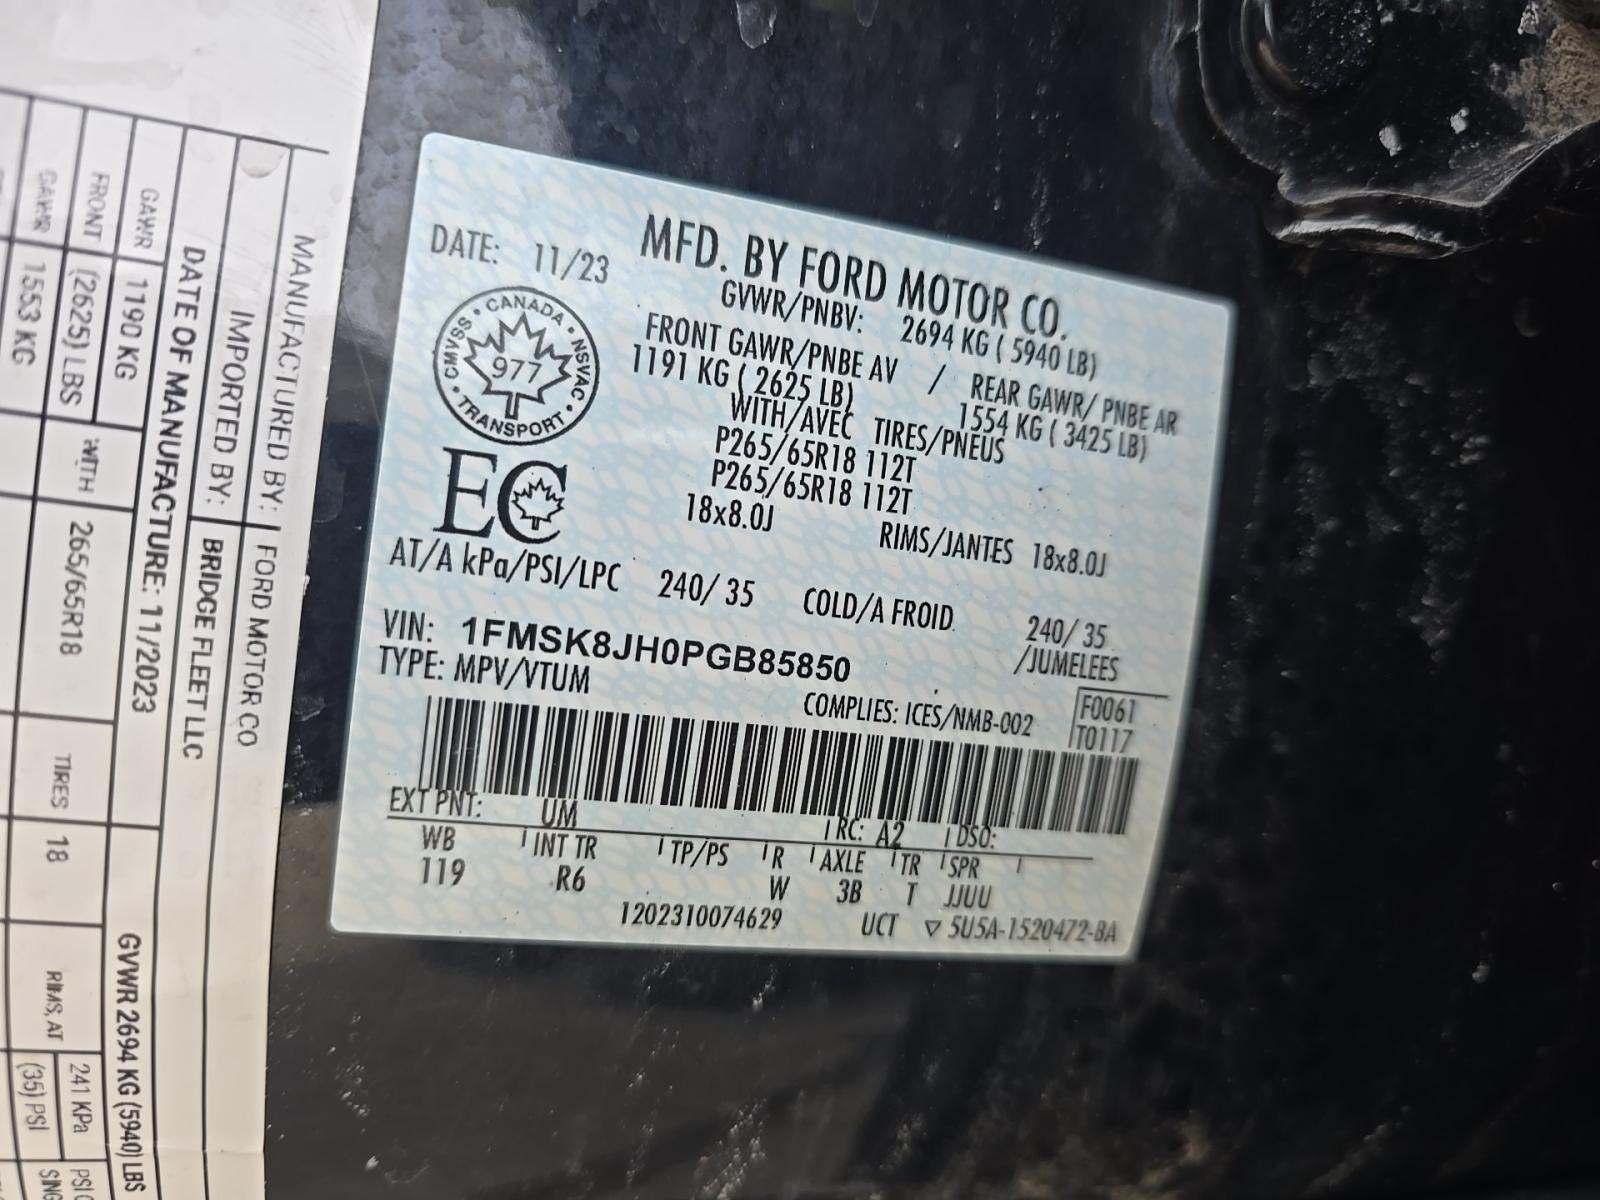 MFD. BY FORD MOTOR CO.
DATE: 11/23
GVWR/PNBV: 2694 KG ( 5940 LB)
FRONT GAWR/PNBE AV / REAR GAWR/ PNBE AR
1191 KG ( 2625 LB) 1554 KG ( 3425 LB)
WITH/AVEC TIRES/PNEUS
P265/65R18 112T
P265/65R18 112T
18x8.0J RIMS/JANTES 18x8.0J
CANADA • NSVAC • TRANSPORT • CMVSS •
977
EC
AT/A kPa/PSI/LPC 240/ 35 COLD/A FROID 240/ 35
/JUMELEES
VIN: 1FMSK8JH0PGB85850
TYPE: MPV/VTUM
COMPLIES: ICES/NMB-002
F0061
T0117
EXT PNT: UM RC: A2 DSO:
WB INT TR TP/PS R AXLE TR SPR
119 R6 W 3B T JJUU
1202310074629 UCT ▽ 5U5A-1520472-BA
MANUFACTURED BY: FORD MOTOR CO
IMPORTED BY: BRIDGE FLEET LLC
DATE OF MANUFACTURE: 11/2023 GVWR 2694 KG (5940) LBS
GAWR 1190 KG WITH 265/65R18 TIRES 18 RIMS, AT 241 KPa
FRONT (2625) LBS (35) PSI
GAWR 1553 KG